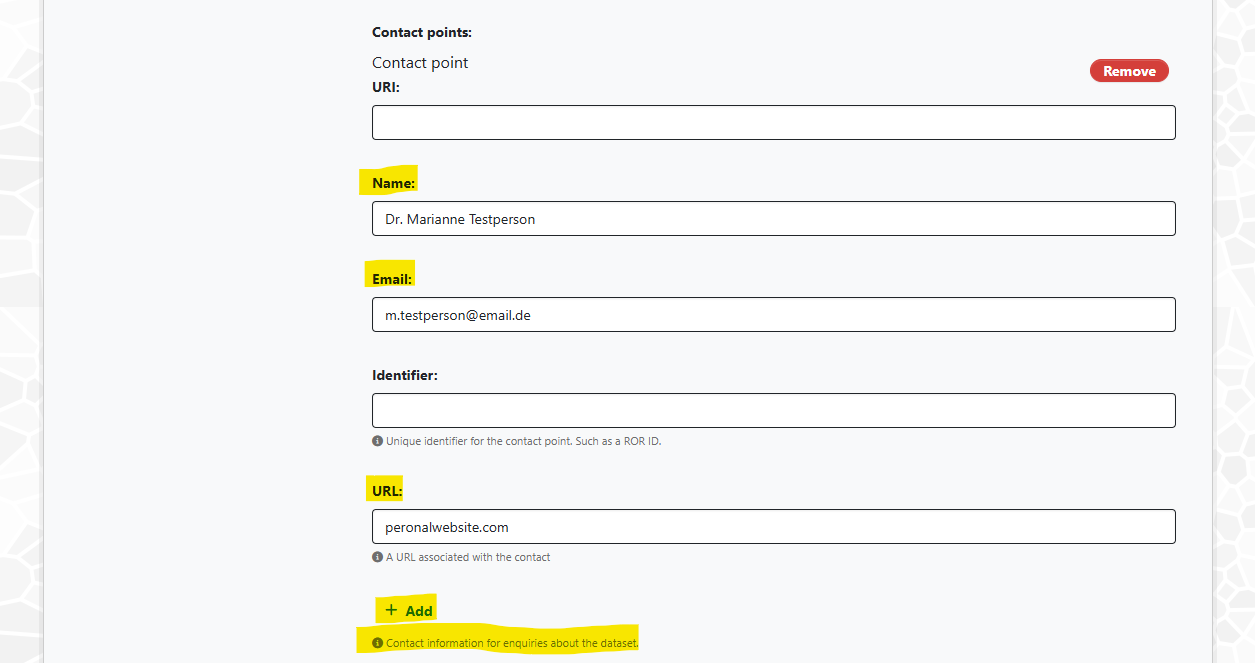 Contact points:
Contact point
Remove
URI:
Name:
Dr. Marianne Testperson
Email:
m.testperson@email.de
Identifier:
Unique identifier for the contact point. Such as a ROR ID.
URL:
peronalwebsite.com
A URL associated with the contact
+ Add
Contact information for enquiries about the dataset.